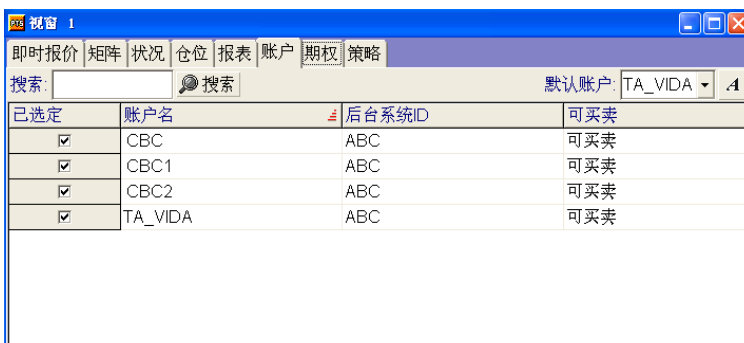 RTS 视窗 1
即时报价 矩阵 状况 仓位 报表 账户 期权 策略
搜索: 搜索 默认账户: TA_VIDA A
已选定 账户名 后台系统ID 可买卖
CBC ABC 可买卖
CBC1 ABC 可买卖
CBC2 ABC 可买卖
TA_VIDA ABC 可买卖